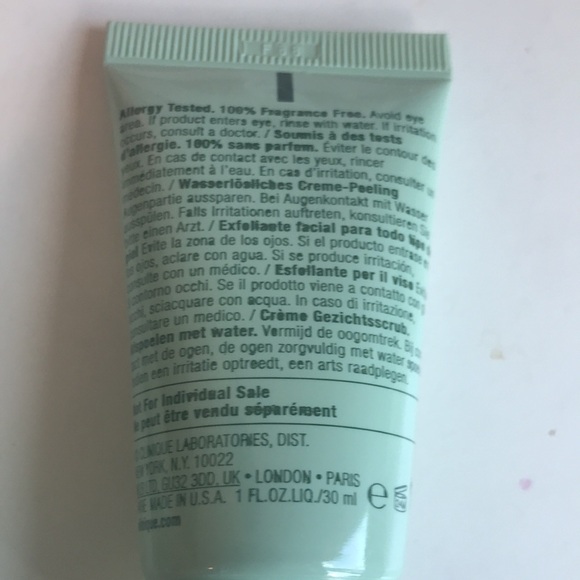 Allergy Tested. 100% Fragrance Free. Avoid eye
area. If product enters eye, rinse with water. If irritation
occurs, consult a doctor. / Soumis à des tests
d'allergie. 100% sans parfum. Éviter le contour des
yeux. En cas de contact avec les yeux, rincer
immédiatement à l'eau. En cas d'irritation, consulter un
médecin. / Wasserlösliches Creme-Peeling
Augenpartie aussparen. Bei Augenkontakt mit Wasser
ausspülen. Falls Irritationen auftreten, konsultieren
einen Arzt. / Exfoliante facial para todo tipo
Evite la zona de los ojos. Si el producto entrase
ojos, aclare con agua. Si se produce irritación,
con un médico. / Esfoliante per il viso
contorno occhi. Se il prodotto viene a contatto con
sciacquare con acqua. In caso di irritazione,
un medico. / Crème Gezichtsscrub.
met water. Vermijd de oogomtrek.
met de ogen, de ogen zorgvuldig met water
een irritatie optreedt, een arts raadplegen.
For Individual Sale
peut être vendu séparément
CLINIQUE LABORATORIES, DIST.
YORK, N.Y. 10022
LTD, GU32 3DD, UK • LONDON • PARIS
MADE IN U.S.A. 1 FL.OZ.LIQ./30 ml e
.com